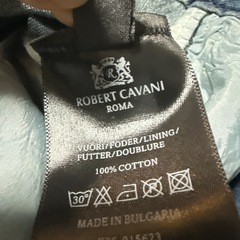 R
ROBERT CAVANI
ROMA
VUORI/FODER/LINING/
FUTTER/DOUBLURE
100% COTTON
30°
MADE IN BULGARIA